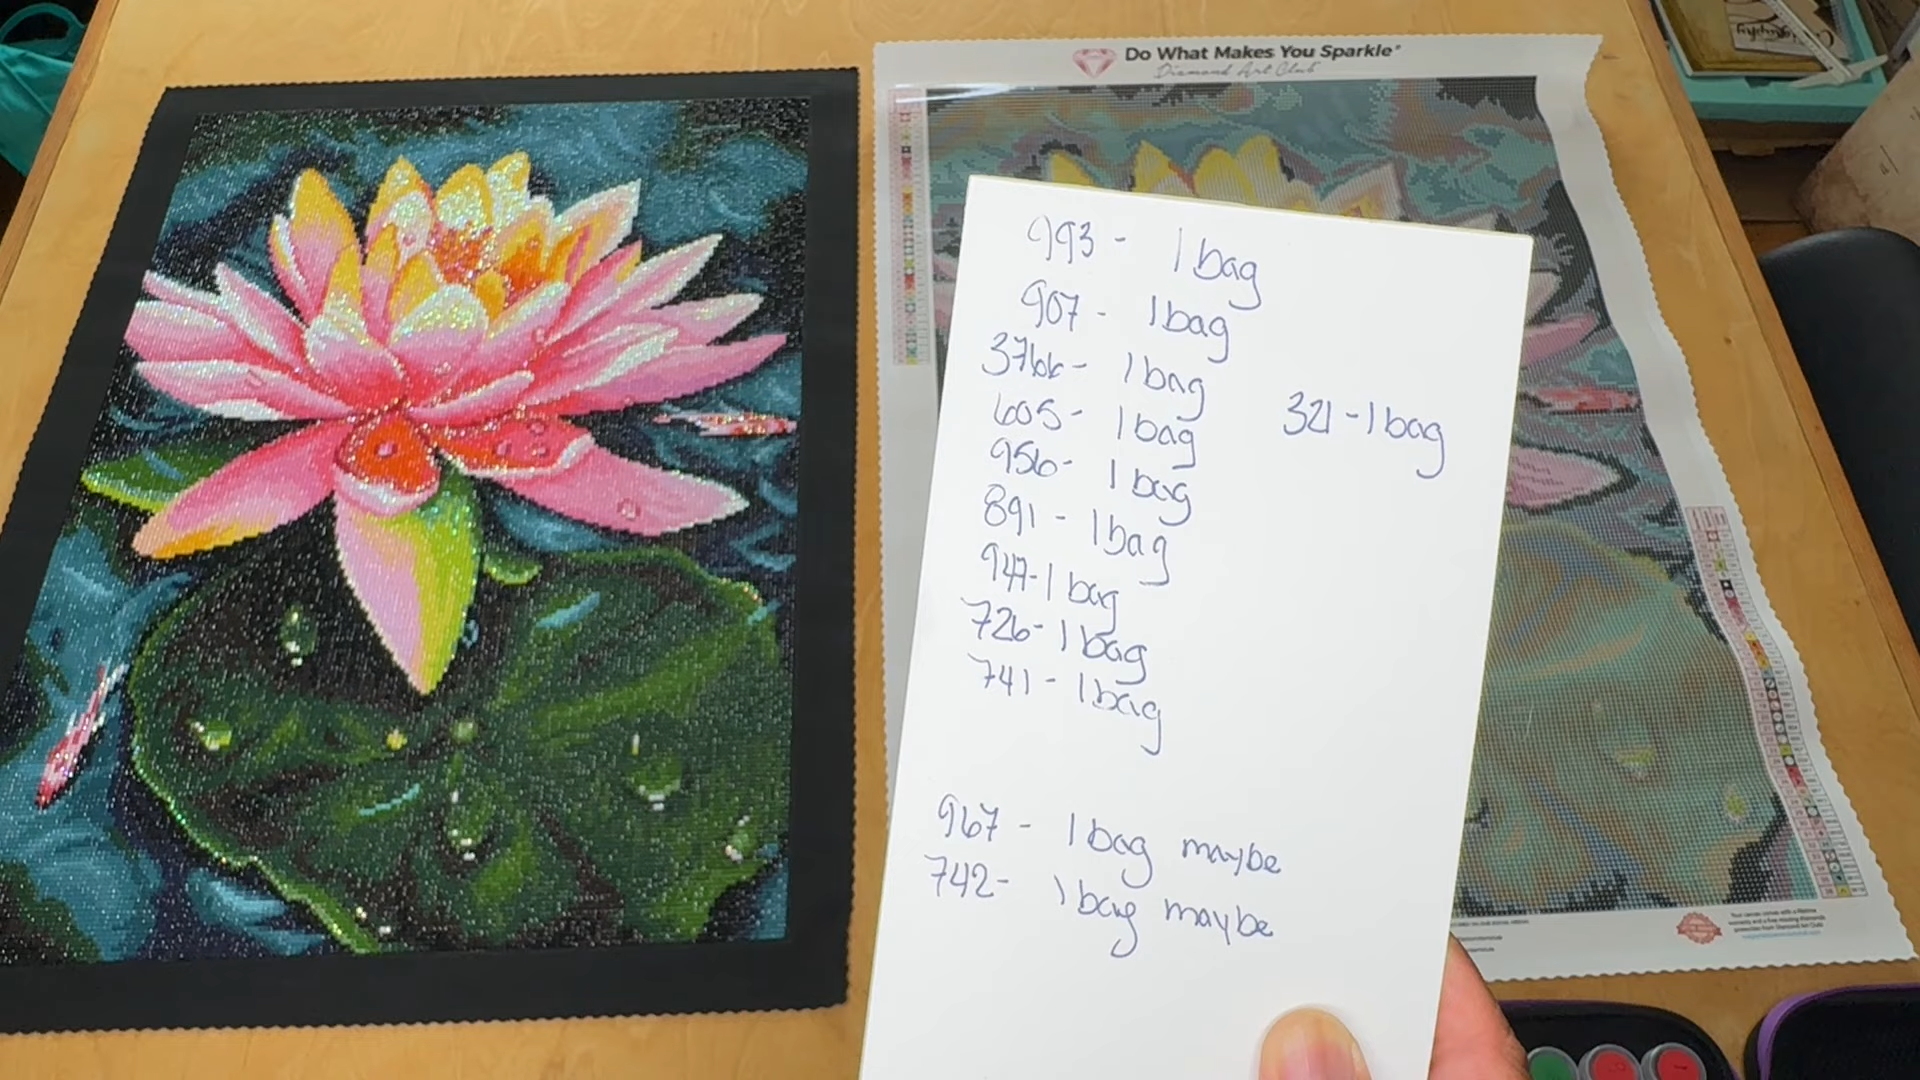 Do What Makes You Sparkle®
Diamond Art Club
993 - 1 bag
907 - 1 bag
3766 - 1 bag
605 - 1 bag
321 - 1 bag
956 - 1 bag
891 - 1 bag
947 - 1 bag
726 - 1 bag
741 - 1 bag
967 - 1 bag maybe
742 - 1 bag maybe